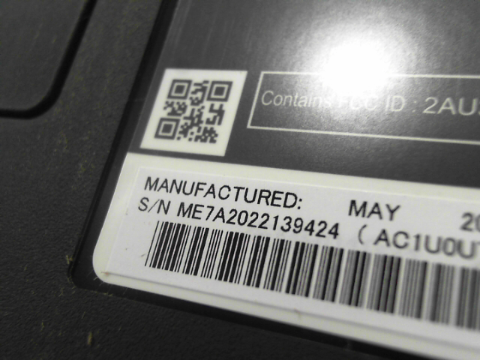 Contains FCC ID : 2AU
MANUFACTURED: MAY 20
S/N ME7A2022139424 ( AC1U0U